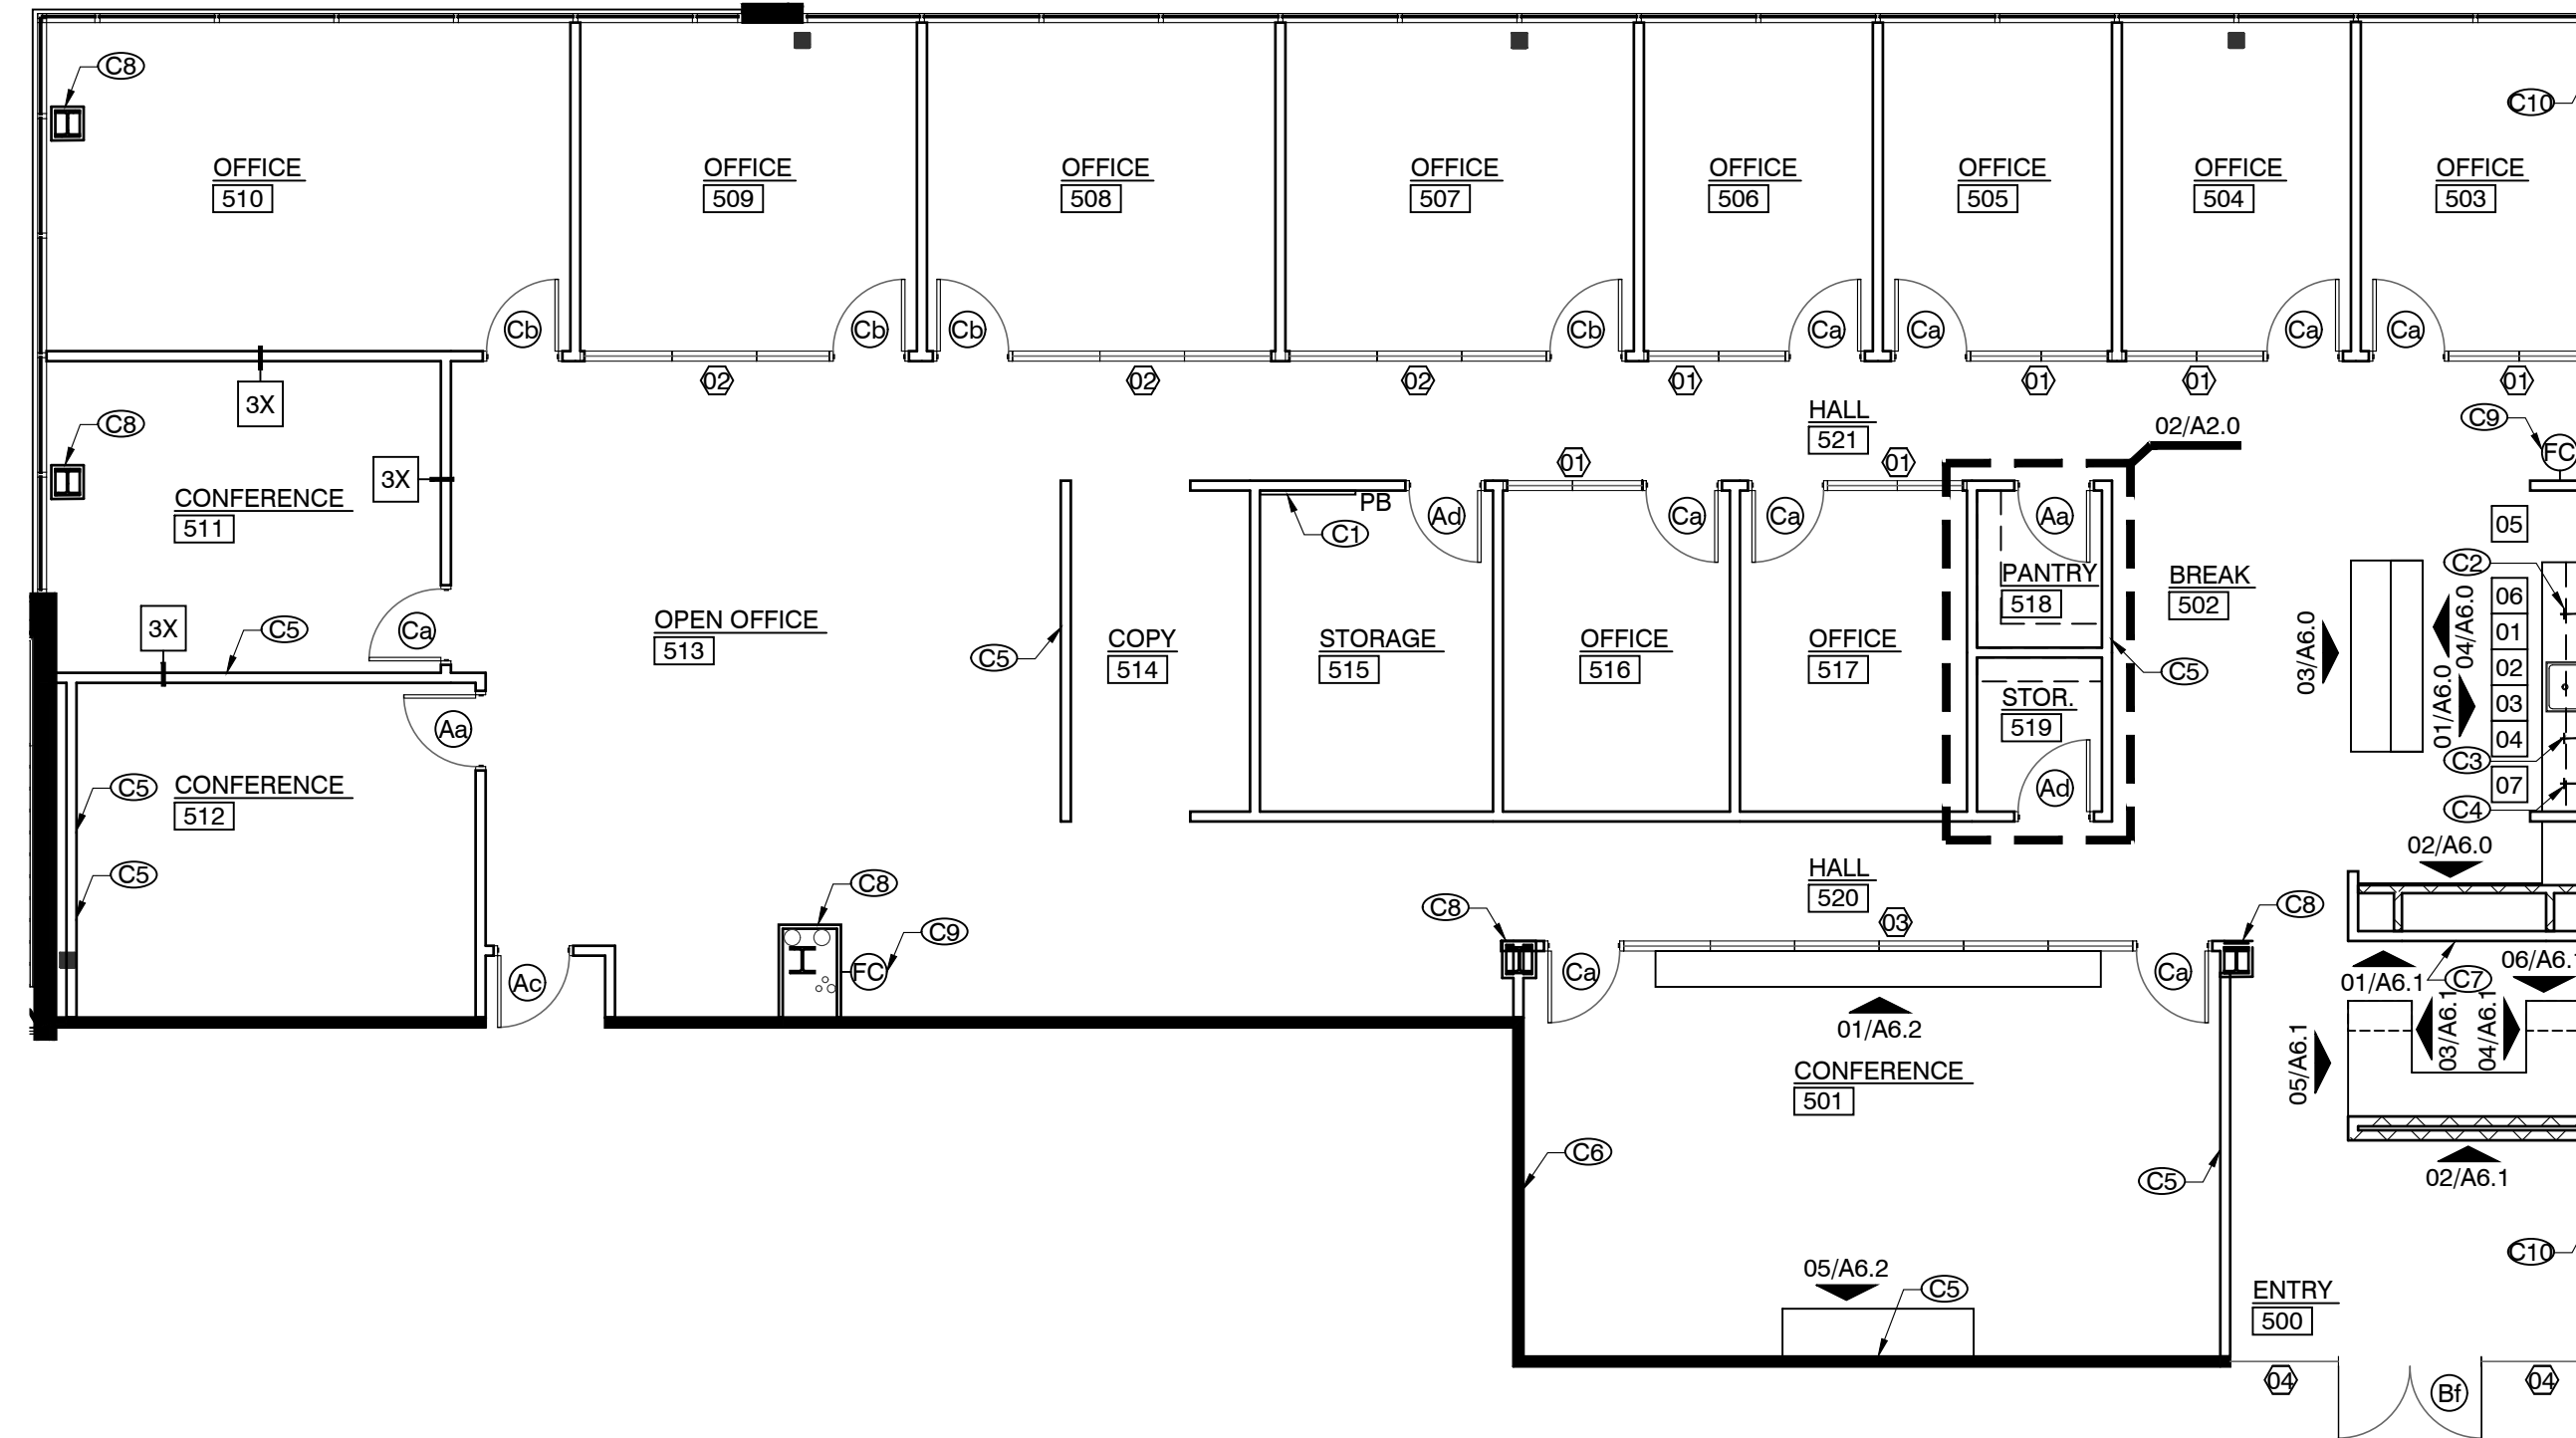 C8
C10
OFFICE
510
OFFICE
509
OFFICE
508
OFFICE
507
OFFICE
506
OFFICE
505
OFFICE
504
OFFICE
503
Cb
Cb
Cb
Cb
Ca
Ca
Ca
Ca
02
02
02
01
01
01
01
3X
C8
3X
CONFERENCE
511
HALL
521
02/A2.0
C9
FC
01
01
PB
C1
Ad
Ca
Ca
Aa
05
C2
PANTRY
518
BREAK
502
06
01
02
03
04
07
03/A6.0
04/A6.0
01/A6.0
C3
C4
3X
C5
Ca
OPEN OFFICE
513
C5
COPY
514
STORAGE
515
OFFICE
516
OFFICE
517
C5
STOR.
519
Ad
Aa
C5
CONFERENCE
512
C5
02/A6.0
HALL
520
C8
C9
FC
C8
03
C8
Ac
Ca
Ca
01/A6.2
01/A6.1
C7
06/A6.1
03/A6.1
04/A6.1
05/A6.1
CONFERENCE
501
C6
C5
02/A6.1
C10
05/A6.2
C5
ENTRY
500
04
Bf
04